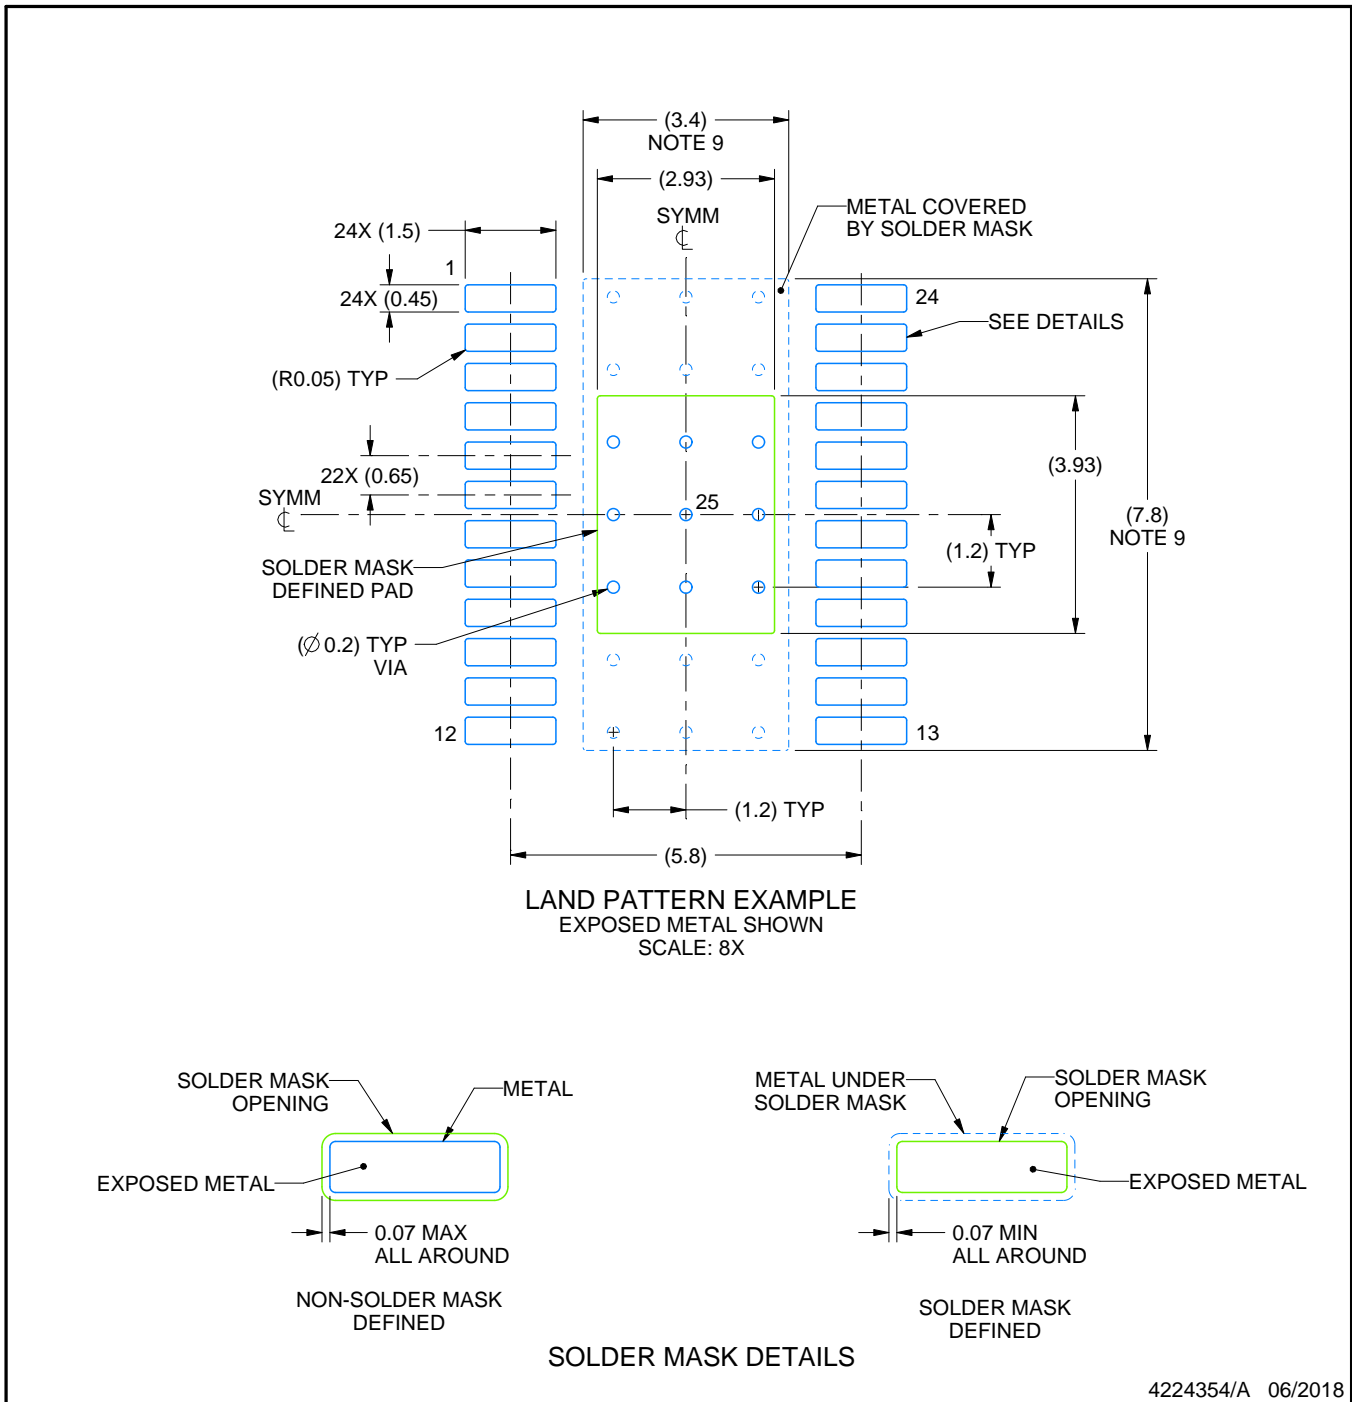 (3.4)
NOTE 9
(2.93)
SYMM
℄
METAL COVERED
BY SOLDER MASK
24X (1.5)
1
24X (0.45)
24
SEE DETAILS
(R0.05) TYP
(3.93)
22X (0.65)
SYMM
℄
25
(7.8)
NOTE 9
(1.2) TYP
SOLDER MASK
DEFINED PAD
(∅ 0.2) TYP
VIA
12
13
(1.2) TYP
(5.8)
LAND PATTERN EXAMPLE
EXPOSED METAL SHOWN
SCALE: 8X
SOLDER MASK
OPENING
METAL
EXPOSED METAL
0.07 MAX
ALL AROUND
NON-SOLDER MASK
DEFINED
METAL UNDER
SOLDER MASK
SOLDER MASK
OPENING
EXPOSED METAL
0.07 MIN
ALL AROUND
SOLDER MASK
DEFINED
SOLDER MASK DETAILS
4224354/A 06/2018